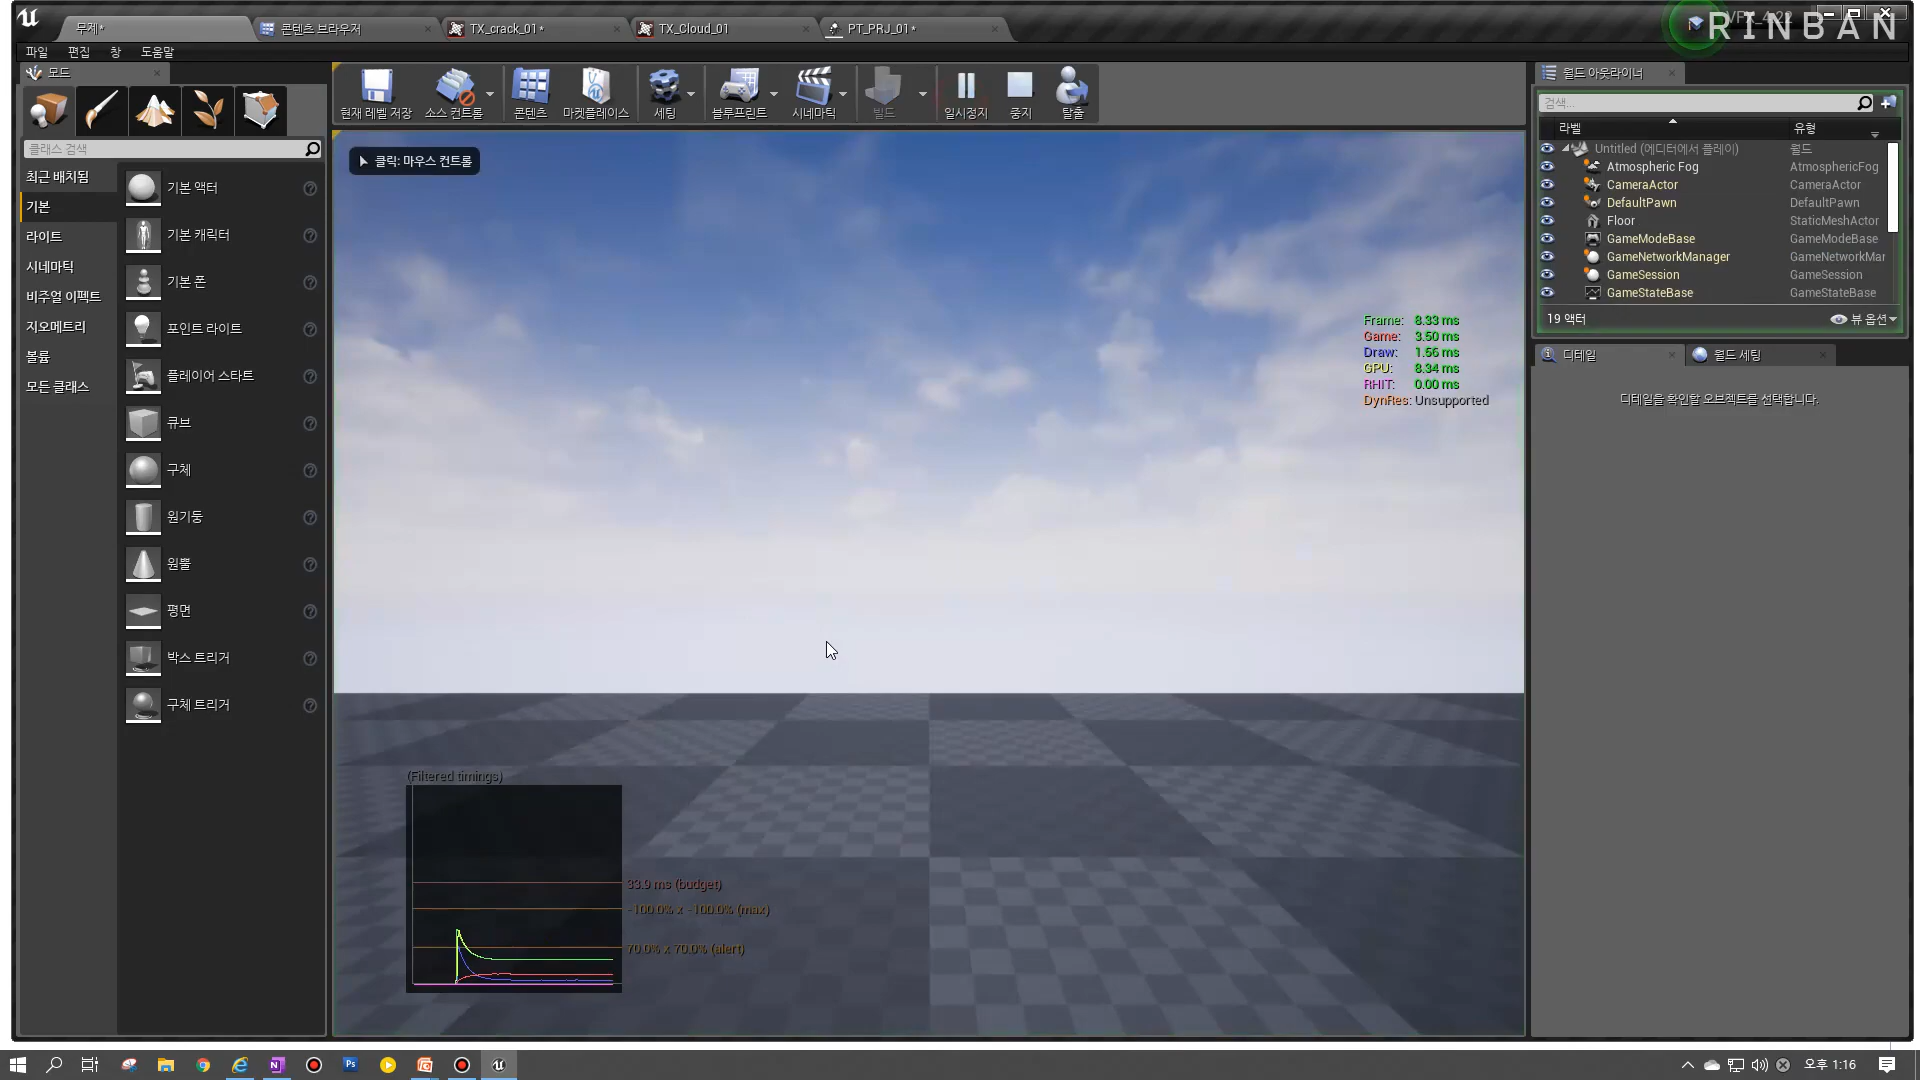 무제*
콘텐츠 브라우저
TX_crack_01*
TX_Cloud_01
PT_PRJ_01*
RINBAN
파일 편집 창 도움말
모드
월드 아웃라이너
현재 레벨 저장
소스 컨트롤
콘텐츠
마켓플레이스
세팅
블루프린트
시네마틱
빌드
일시정지
중지
탈출
클래스 검색
최근 배치됨
기본
라이트
시네마틱
비주얼 이펙트
지오메트리
볼륨
모든 클래스
기본 액터
기본 캐릭터
기본 폰
포인트 라이트
플레이어 스타트
큐브
구체
원기둥
원뿔
평면
박스 트리거
구체 트리거
클릭: 마우스 컨트롤
Frame: 8.33 ms
Game: 3.50 ms
Draw: 1.56 ms
GPU: 8.34 ms
RHIT: 0.00 ms
DynRes: Unsupported
(Filtered timings)
33.9 ms (budget)
-100.0% x -100.0% (max)
70.0% x 70.0% (alert)
검색...
라벨 유형
Untitled (에디터에서 플레이) 월드
Atmospheric Fog AtmosphericFog
CameraActor CameraActor
DefaultPawn DefaultPawn
Floor StaticMeshActor
GameModeBase GameModeBase
GameNetworkManager GameNetworkMar
GameSession GameSession
GameStateBase GameStateBase
19 액터
뷰 옵션
디테일
월드 세팅
디테일을 확인할 오브젝트를 선택합니다.
오후 1:16